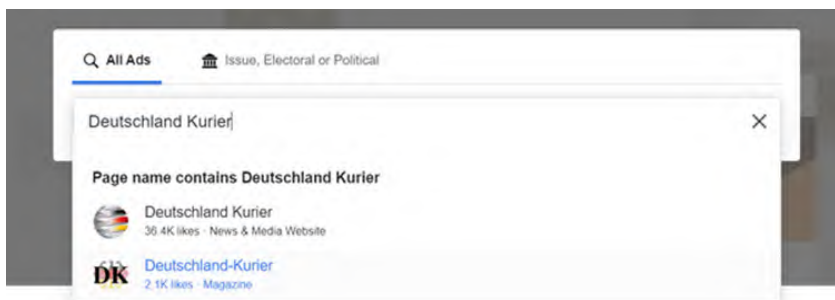 All Ads
Issue, Electoral or Political
Deutschland Kurier
Page name contains Deutschland Kurier
Deutschland Kurier
36.4K likes · News & Media Website
DK
Deutschland-Kurier
2.1K likes · Magazine